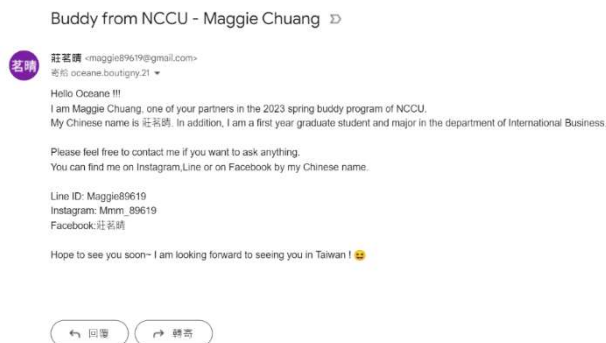 Buddy from NCCU - Maggie Chuang
茗晴
莊茗晴 <maggie89619@gmail.com>
寄給 oceane.boutigny.21
Hello Oceane !!!
I am Maggie Chuang, one of your partners in the 2023 spring buddy program of NCCU.
My Chinese name is 莊茗晴. In addition, I am a first year graduate student and major in the department of International Business.
Please feel free to contact me if you want to ask anything.
You can find me on Instagram,Line or on Facebook by my Chinese name.
Line ID: Maggie89619
Instagram: Mmm_89619
Facebook:莊茗晴
Hope to see you soon~ I am looking forward to seeing you in Taiwan ! 😆
回覆 轉寄